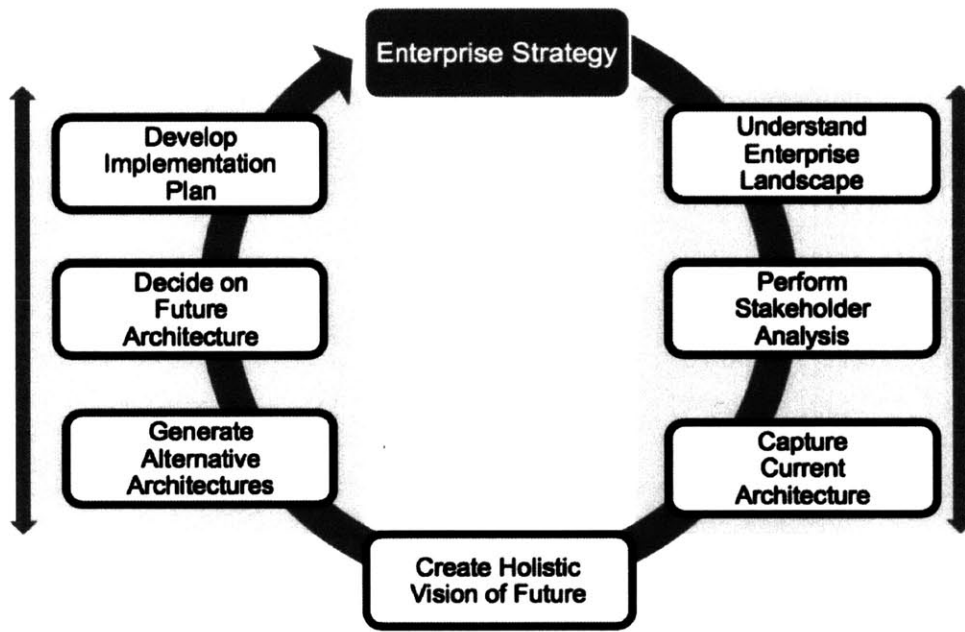 Enterprise Strategy
Understand
Enterprise
Landscape
Perform
Stakeholder
Analysis
Capture
Current
Architecture
Create Holistic
Vision of Future
Generate
Alternative
Architectures
Decide on
Future
Architecture
Develop
Implementation
Plan